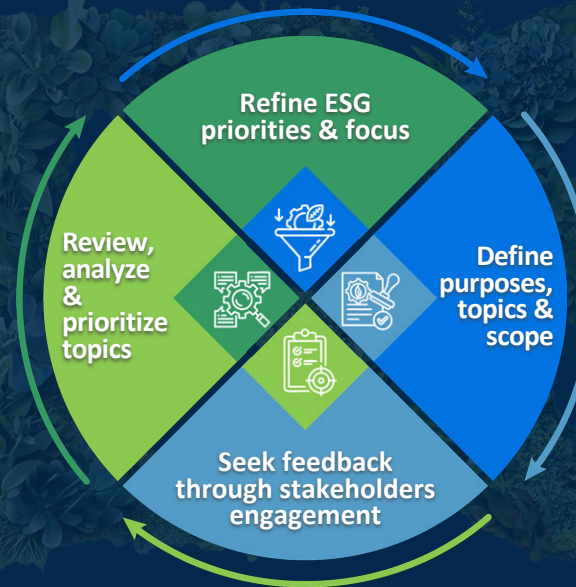 Refine ESG
priorities & focus
Define
purposes,
topics &
scope
Seek feedback
through stakeholders
engagement
Review,
analyze
&
prioritize
topics